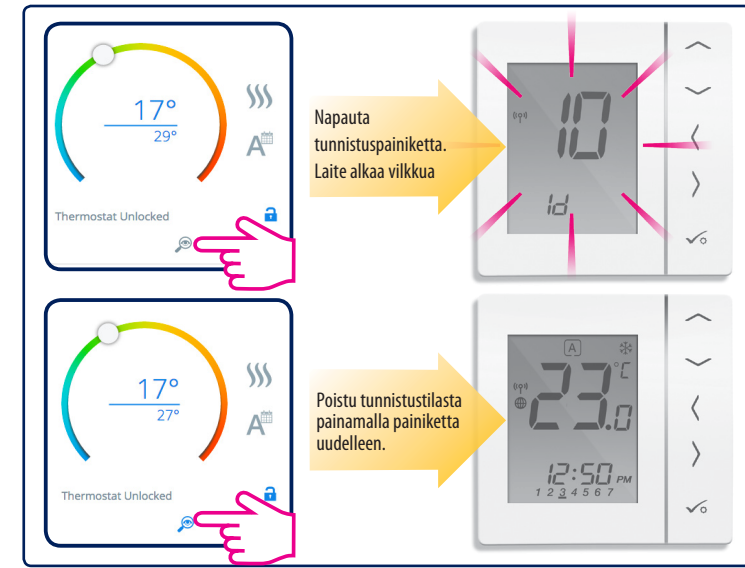 17°
29°
A
Thermostat Unlocked
Napauta
tunnistuspainiketta.
Laite alkaa vilkkua
10
Id
17°
27°
A
Thermostat Unlocked
Poistu tunnistustilasta
painamalla painiketta
uudelleen.
A
23.0 °C
12:50 PM
1 2 3 4 5 6 7